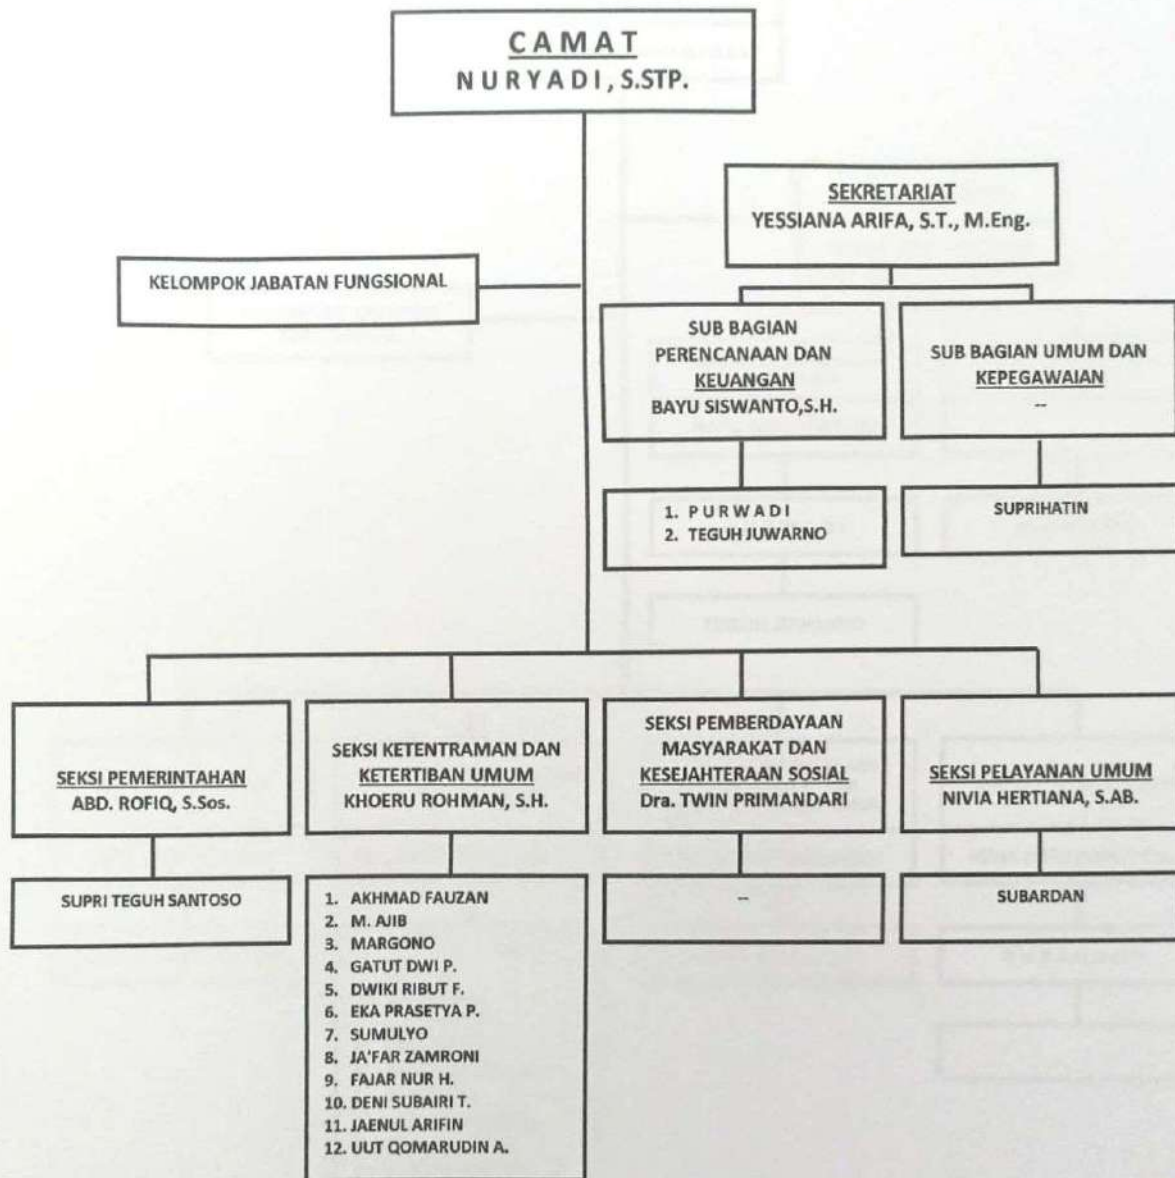 CAMAT
N U R Y A D I , S.STP.
SEKRETARIAT
YESSIANA ARIFA, S.T., M.Eng.
KELOMPOK JABATAN FUNGSIONAL
SUB BAGIAN
PERENCANAAN DAN
KEUANGAN
BAYU SISWANTO,S.H.
SUB BAGIAN UMUM DAN
KEPEGAWAIAN
--
1. P U R W A D I
2. TEGUH JUWARNO
SUPRIHATIN
SEKSI PEMERINTAHAN
ABD. ROFIQ, S.Sos.
SEKSI KETENTRAMAN DAN
KETERTIBAN UMUM
KHOERU ROHMAN, S.H.
SEKSI PEMBERDAYAAN
MASYARAKAT DAN
KESEJAHTERAAN SOSIAL
Dra. TWIN PRIMANDARI
SEKSI PELAYANAN UMUM
NIVIA HERTIANA, S.AB.
SUPRI TEGUH SANTOSO
1. AKHMAD FAUZAN
2. M. AJIB
3. MARGONO
4. GATUT DWI P.
5. DWIKI RIBUT F.
6. EKA PRASETYA P.
7. SUMULYO
8. JA'FAR ZAMRONI
9. FAJAR NUR H.
10. DENI SUBAIRI T.
11. JAENUL ARIFIN
12. UUT QOMARUDIN A.
--
SUBARDAN